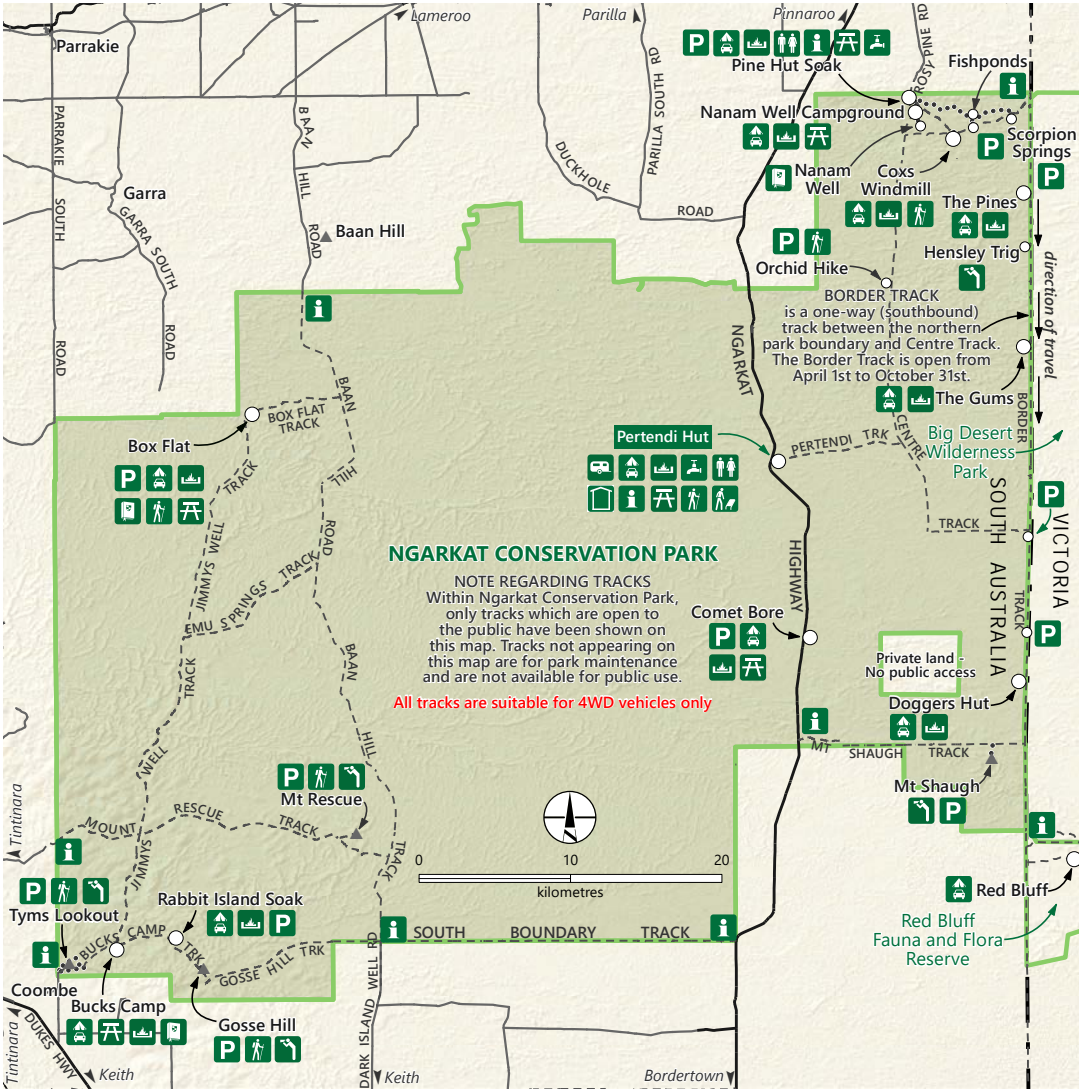 Lameroo
Parilla
Pinnaroo
Parrakie
ROSY PINE RD
Pine Hut Soak
Fishponds
PARRAKIE
SOUTH
ROAD
BAAN
HILL
ROAD
PARILLA SOUTH RD
DUCKHOLE
ROAD
Nanam Well Campground
Scorpion
Springs
Nanam
Well
Coxs
Windmill
The Pines
Garra
GARRA SOUTH
ROAD
Baan Hill
Hensley Trig
Orchid Hike
direction of travel
BORDER TRACK
is a one-way (southbound)
track between the northern
park boundary and Centre Track.
The Border Track is open from
April 1st to October 31st.
The Gums
NGARKAT
HIGHWAY
BAAN
HILL
ROAD
BAAN
HILL
TRACK
BOX FLAT
TRACK
Box Flat
Pertendi Hut
PERTENDI TRK
CENTRE
TRACK
BORDER
TRACK
Big Desert
Wilderness
Park
SOUTH AUSTRALIA
VICTORIA
TRACK
JIMMYS WELL
TRACK
WELL
JIMMYS
EMU SPRINGS TRACK
NGARKAT CONSERVATION PARK
NOTE REGARDING TRACKS
Within Ngarkat Conservation Park,
only tracks which are open to
the public have been shown on
this map. Tracks not appearing on
this map are for park maintenance
and are not available for public use.
All tracks are suitable for 4WD vehicles only
Comet Bore
Private land -
No public access
Doggers Hut
MT SHAUGH TRACK
Mt Shaugh
Mt Rescue
MOUNT RESCUE TRACK
Tintinara
0 10 20
kilometres
Tyms Lookout
Rabbit Island Soak
BUCKS CAMP
TRK
GOSSE HILL TRK
SOUTH BOUNDARY TRACK
Red Bluff
Red Bluff
Fauna and Flora
Reserve
Coombe
Bucks Camp
Gosse Hill
DARK ISLAND WELL RD
Tintinara
DUKES HWY
Keith
Keith
Bordertown